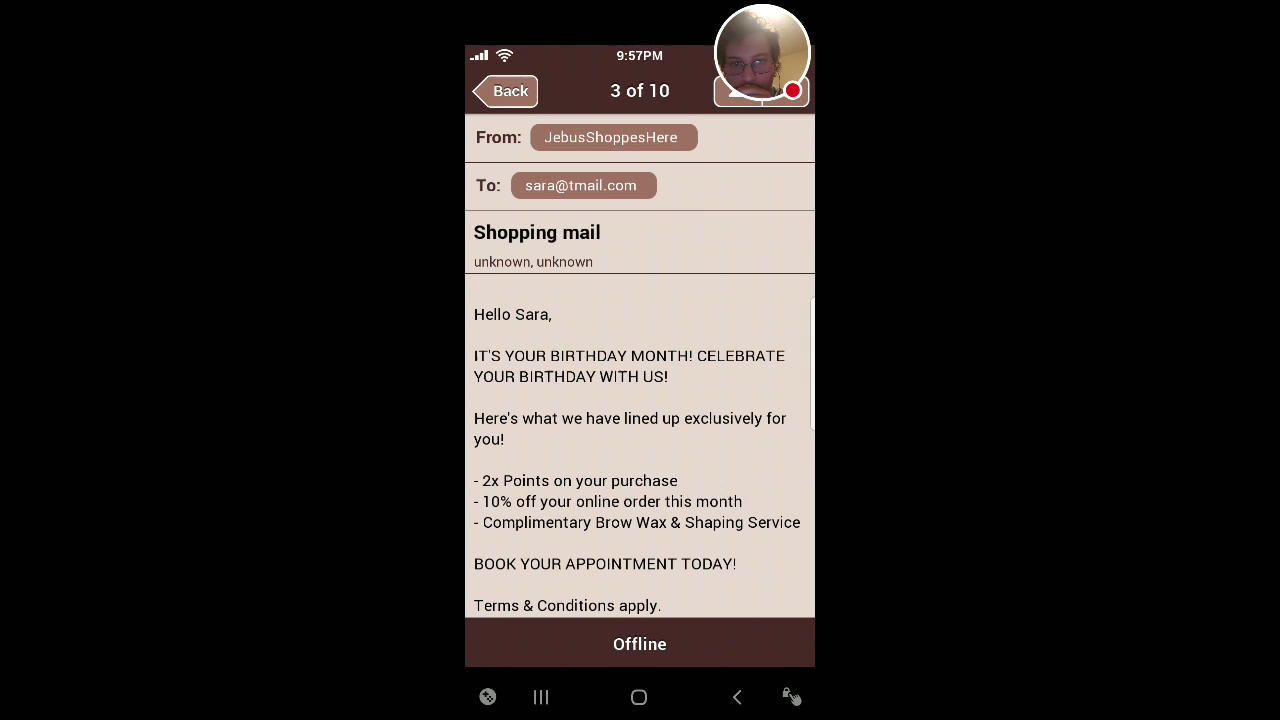 9:57PM
Back
3 of 10
From: JebusShoppesHere
To: sara@tmail.com
Shopping mail
unknown, unknown
Hello Sara,
IT'S YOUR BIRTHDAY MONTH! CELEBRATE
YOUR BIRTHDAY WITH US!
Here's what we have lined up exclusively for
you!
- 2x Points on your purchase
- 10% off your online order this month
- Complimentary Brow Wax & Shaping Service
BOOK YOUR APPOINTMENT TODAY!
Terms & Conditions apply.
Offline